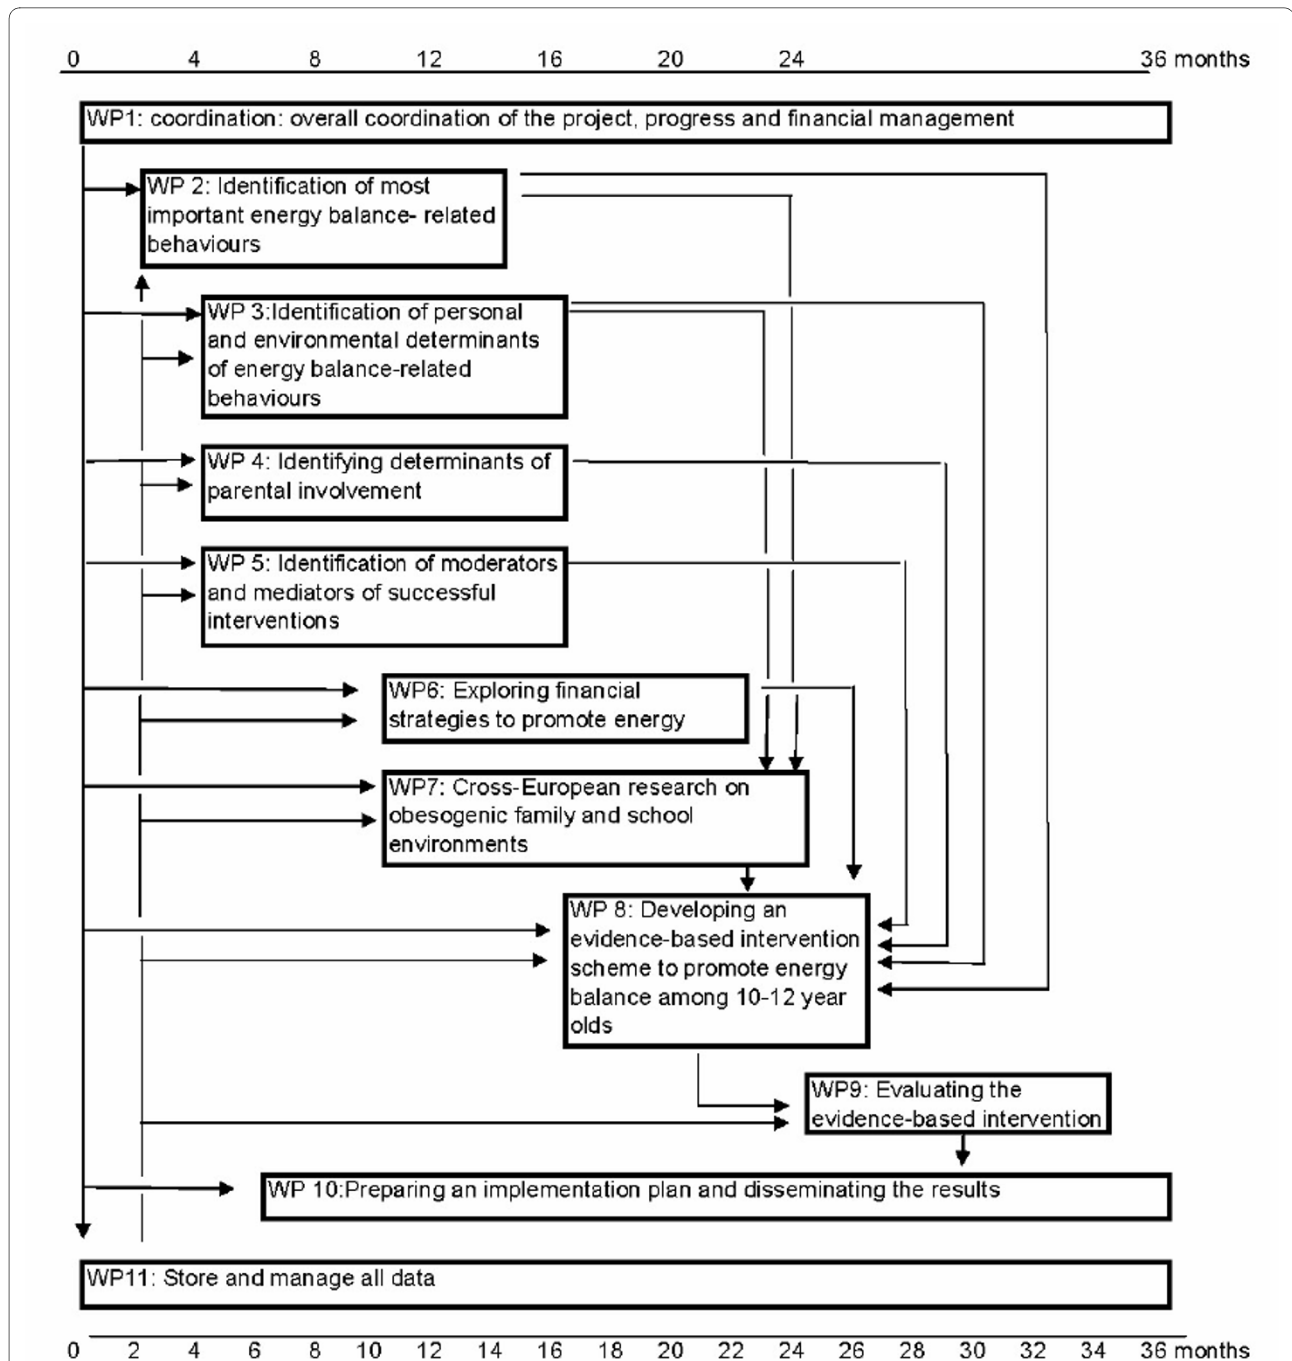 0 4 8 12 16 20 24 36 months
WP1: coordination: overall coordination of the project, progress and financial management
WP 2: Identification of most
important energy balance- related
behaviours
WP 3:Identification of personal
and environmental determinants
of energy balance-related
behaviours
WP 4: Identifying determinants of
parental involvement
WP 5: Identification of moderators
and mediators of successful
interventions
WP6: Exploring financial
strategies to promote energy
WP7: Cross-European research on
obesogenic family and school
environments
WP 8: Developing an
evidence-based intervention
scheme to promote energy
balance among 10-12 year
olds
WP9: Evaluating the
evidence-based intervention
WP 10:Preparing an implementation plan and disseminating the results
WP11: Store and manage all data
0 2 4 6 8 10 12 14 16 18 20 22 24 26 28 30 32 34 36 months